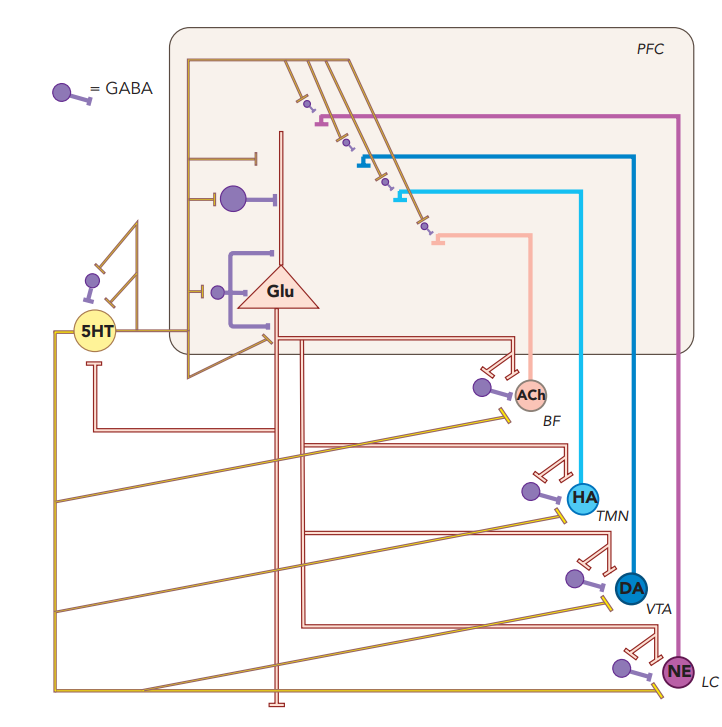 PFC
= GABA
Glu
5HT
ACh
BF
HA
TMN
DA
VTA
NE
LC